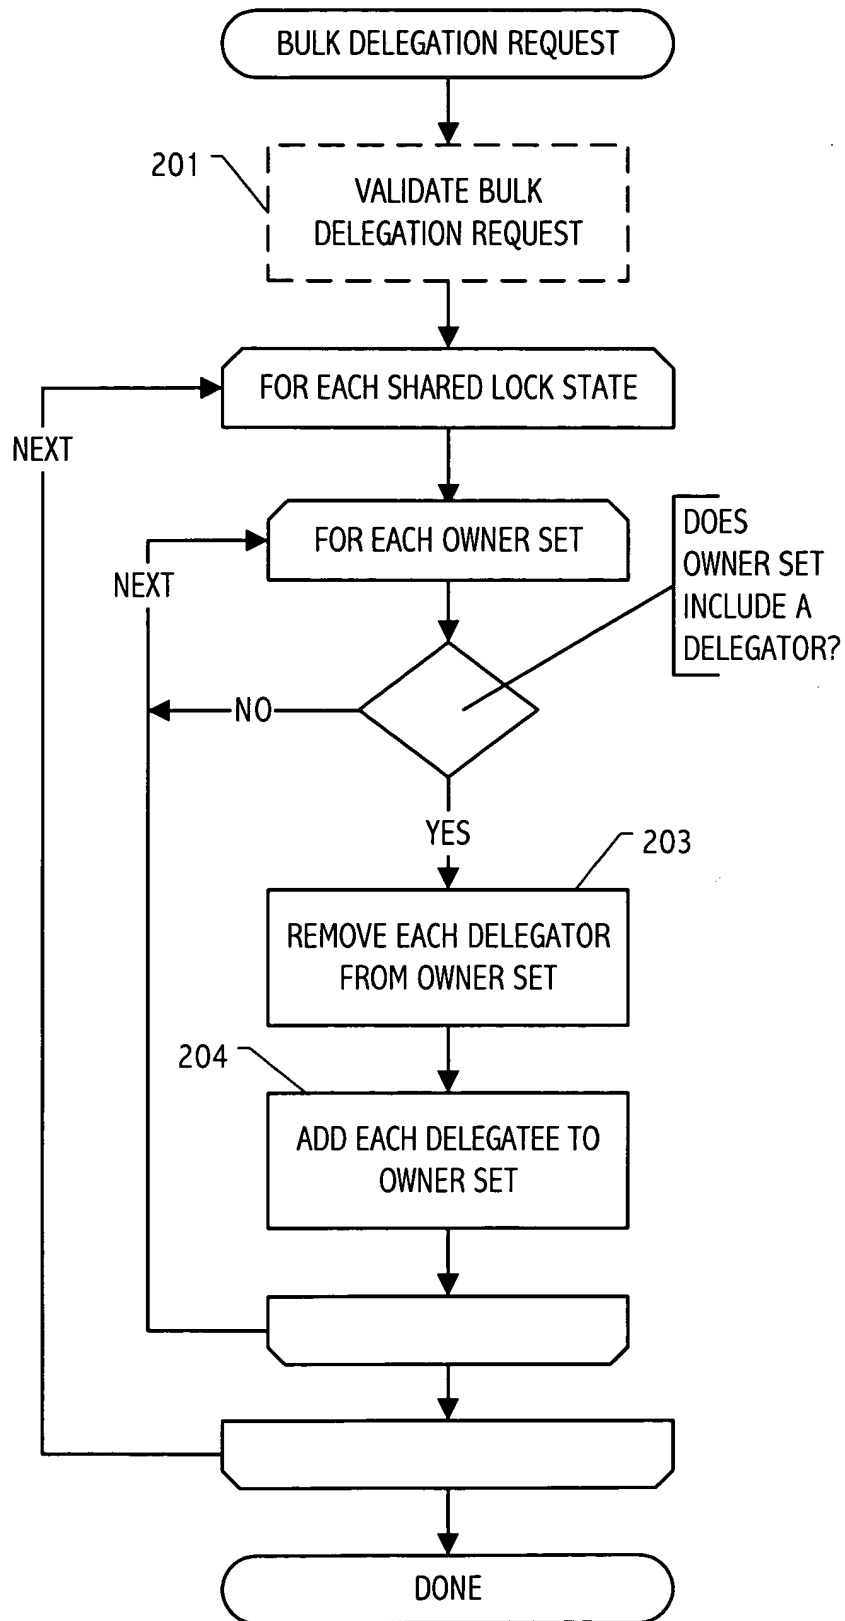 BULK DELEGATION REQUEST
201
VALIDATE BULK
DELEGATION REQUEST
FOR EACH SHARED LOCK STATE
NEXT
FOR EACH OWNER SET
NEXT
DOES
OWNER SET
INCLUDE A
DELEGATOR?
NO
YES
203
REMOVE EACH DELEGATOR
FROM OWNER SET
204
ADD EACH DELEGATEE TO
OWNER SET
DONE